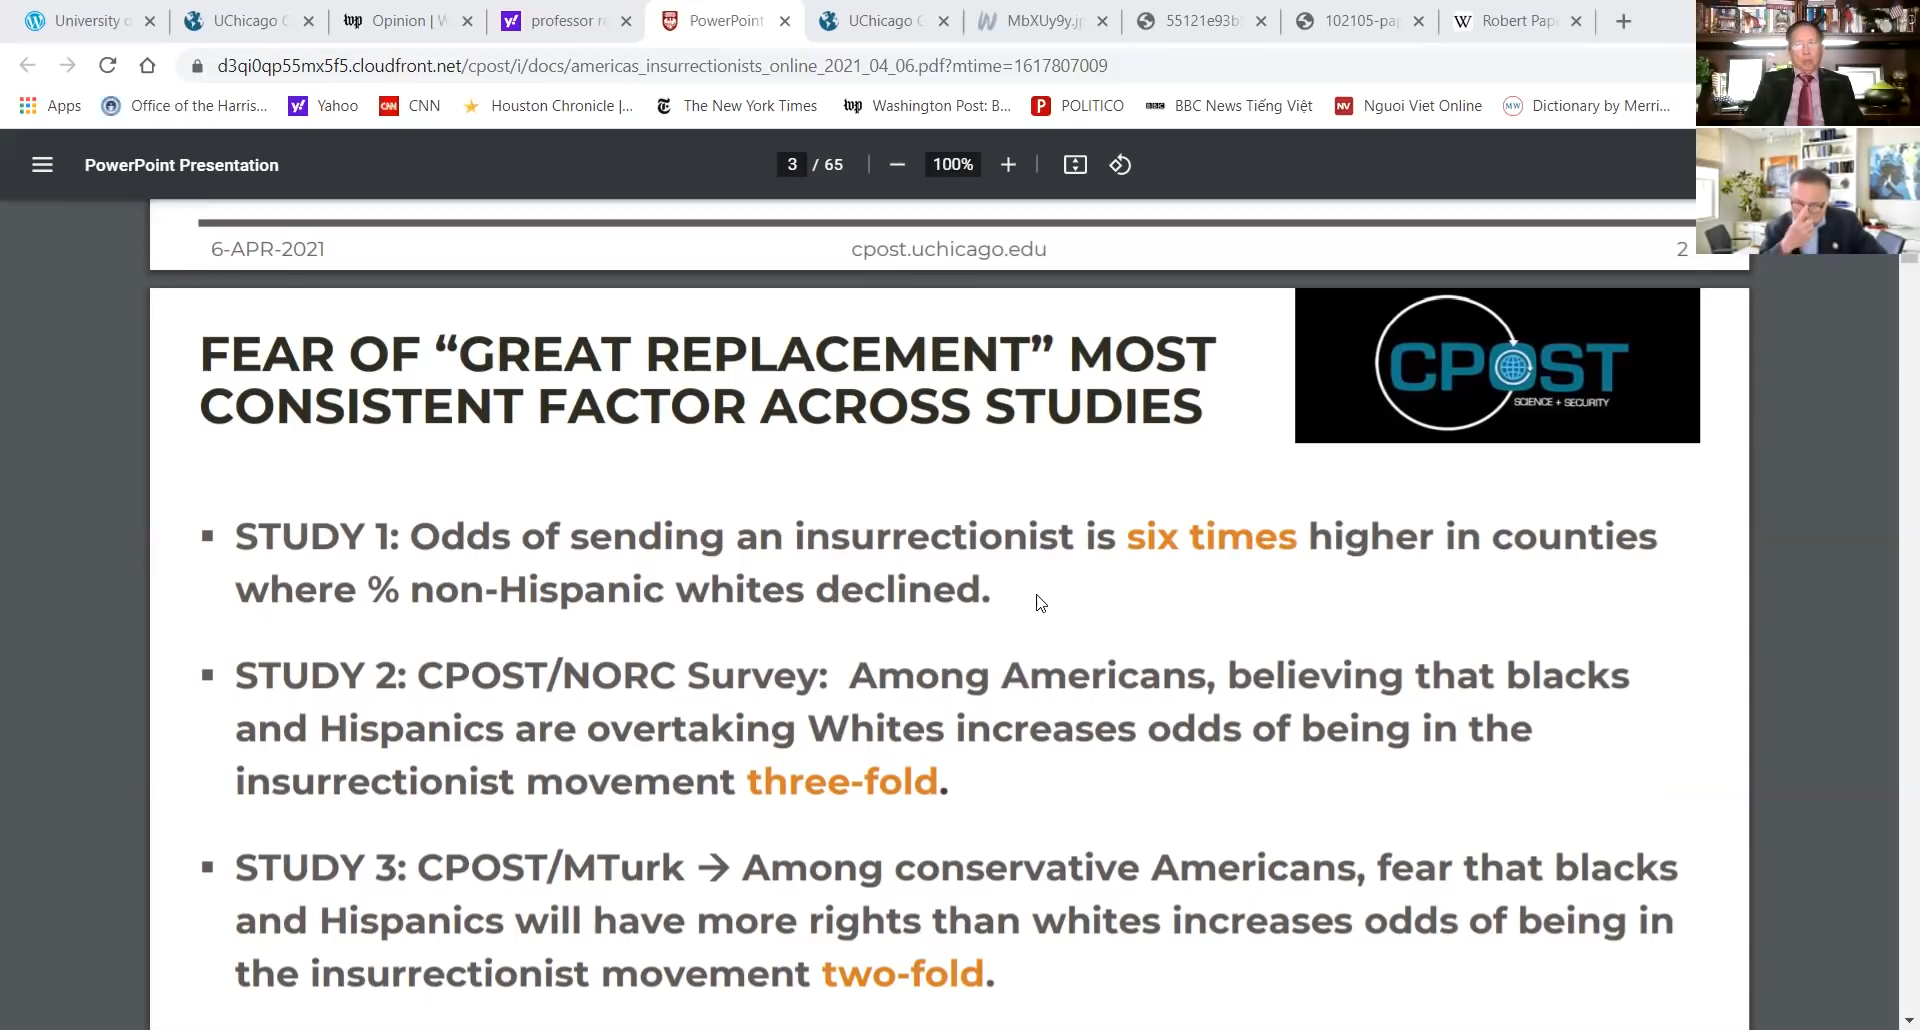 University o
UChicago C
Opinion | W
professor re
PowerPoint
UChicago C
MbXUy9y.jp
55121e93b
102105-pap
Robert Pape
d3qi0qp55mx5f5.cloudfront.net/cpost/i/docs/americas_insurrectionists_online_2021_04_06.pdf?mtime=1617807009
Apps
Office of the Harris...
Yahoo
CNN
Houston Chronicle |...
The New York Times
Washington Post: B...
POLITICO
BBC News Tiếng Việt
Nguoi Viet Online
Dictionary by Merri...
PowerPoint Presentation
3 / 65
100%
6-APR-2021
cpost.uchicago.edu
2
FEAR OF “GREAT REPLACEMENT” MOST
CONSISTENT FACTOR ACROSS STUDIES
CPOST
SCIENCE + SECURITY
▪ STUDY 1: Odds of sending an insurrectionist is six times higher in counties
where % non-Hispanic whites declined.
▪ STUDY 2: CPOST/NORC Survey: Among Americans, believing that blacks
and Hispanics are overtaking Whites increases odds of being in the
insurrectionist movement three-fold.
▪ STUDY 3: CPOST/MTurk → Among conservative Americans, fear that blacks
and Hispanics will have more rights than whites increases odds of being in
the insurrectionist movement two-fold.